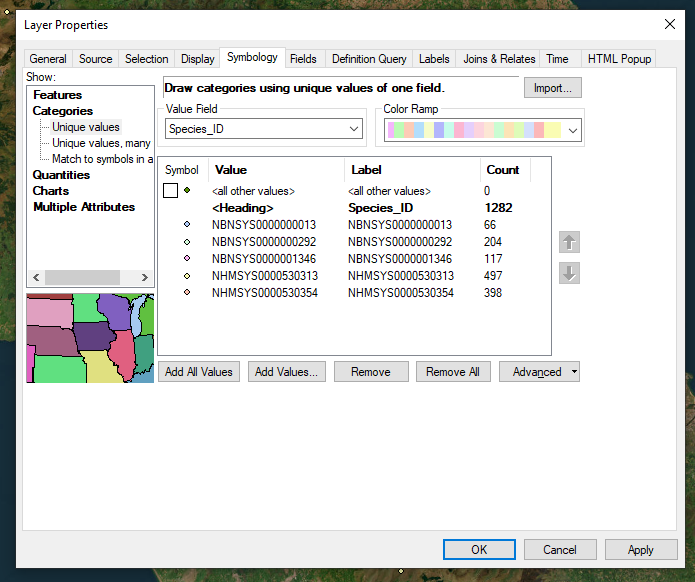 Layer Properties
General Source Selection Display Symbology Fields Definition Query Labels Joins & Relates Time HTML Popup
Show:
Features
Categories
Unique values
Unique values, many
Match to symbols in a
Quantities
Charts
Multiple Attributes
Draw categories using unique values of one field.
Import...
Value Field
Species_ID
Color Ramp
Symbol Value Label Count
<all other values> <all other values> 0
<Heading> Species_ID 1282
NBNSYS0000000013 NBNSYS0000000013 66
NBNSYS0000000292 NBNSYS0000000292 204
NBNSYS0000001346 NBNSYS0000001346 117
NHMSYS0000530313 NHMSYS0000530313 497
NHMSYS0000530354 NHMSYS0000530354 398
Add All Values Add Values... Remove Remove All Advanced
OK Cancel Apply